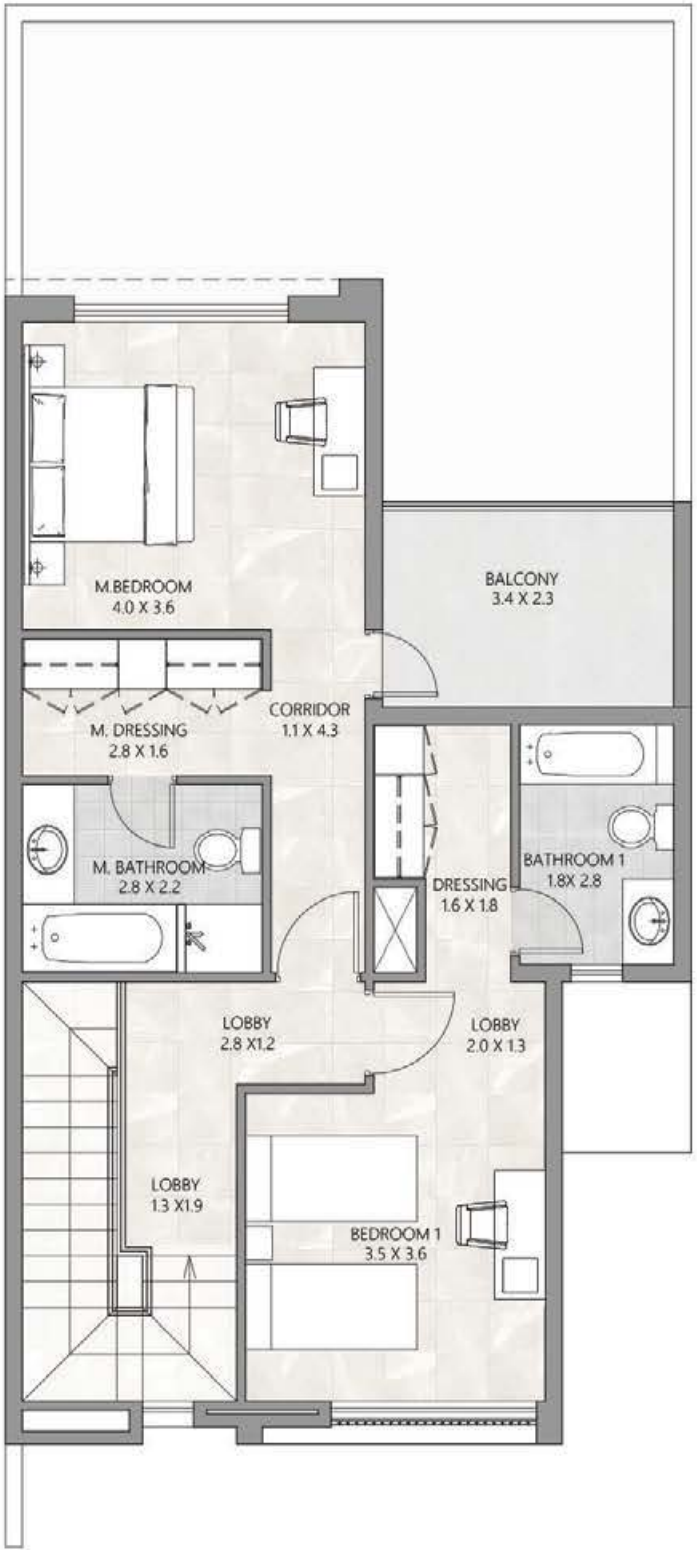 M.BEDROOM
4.0 X 3.6
BALCONY
3.4 X 2.3
CORRIDOR
1.1 X 4.3
M. DRESSING
2.8 X 1.6
M. BATHROOM
2.8 X 2.2
BATHROOM 1
1.8X 2.8
DRESSING
1.6 X 1.8
LOBBY
2.8 X1.2
LOBBY
2.0 X 1.3
LOBBY
1.3 X1.9
BEDROOM 1
3.5 X 3.6